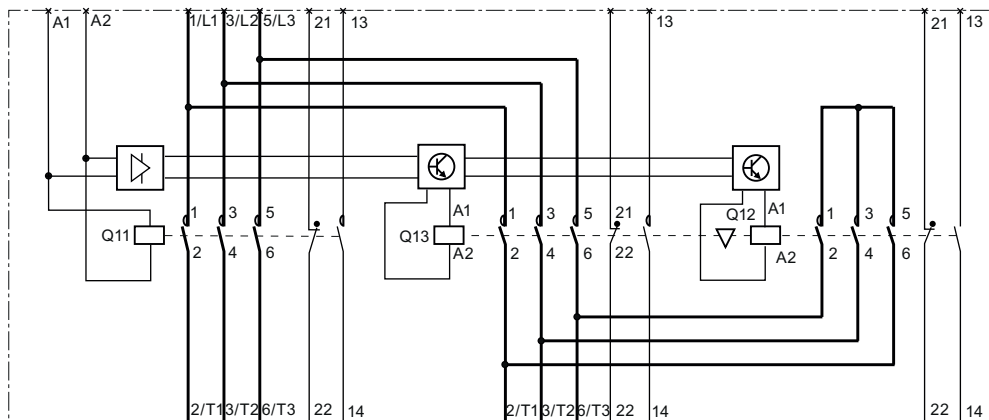 A1 A2 1/L1 3/L2 5/L3 21 13 13 21 13
1 3 5 A1 1 3 5 21 Q12 A1 1 3 5
Q11 Q13
2 4 6 A2 2 4 6 22 A2 2 4 6
2/T1 3/T2 6/T3 22 14 2/T1 3/T2 6/T3 22 14 22 14